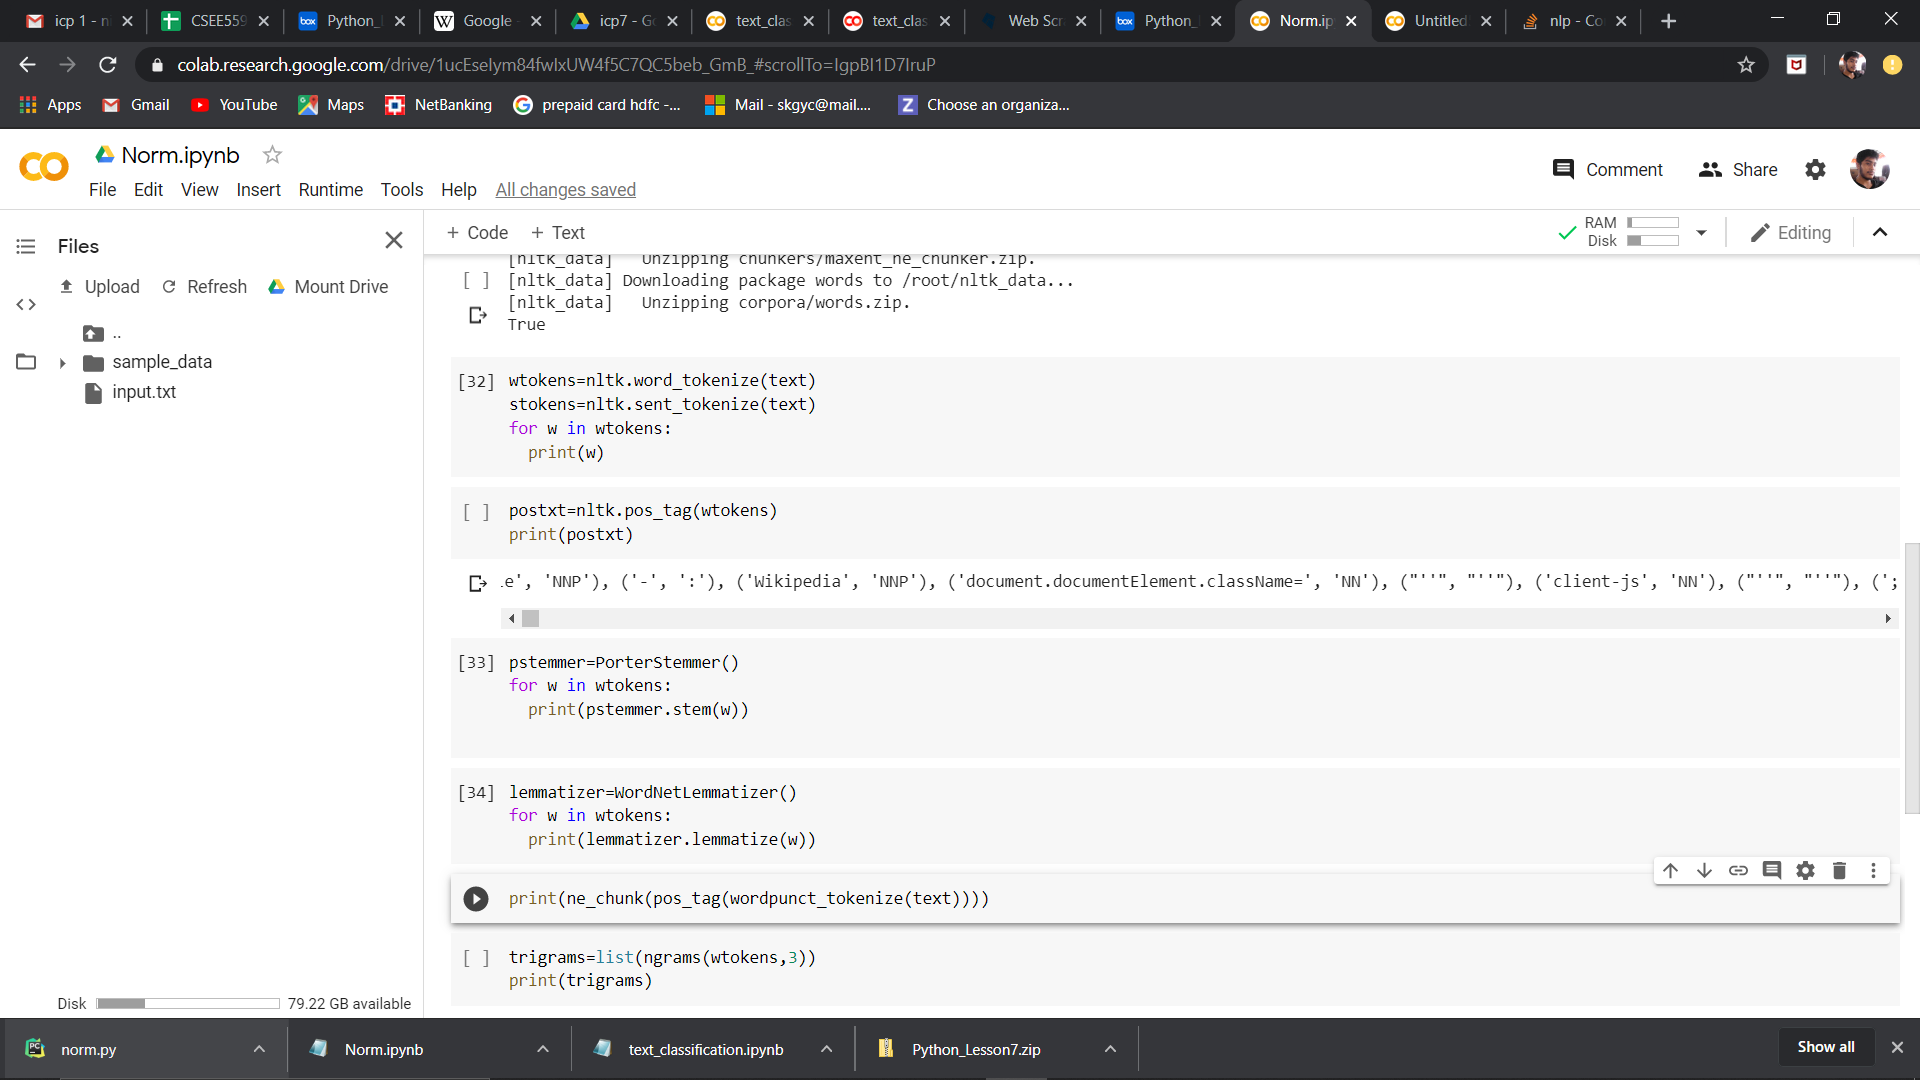 icp 1 - n
CSEE559
Python_
Google -
icp7 - Go
text_clas
text_clas
Web Scr
Python_
Norm.ip
Untitled
nlp - Co
colab.research.google.com/drive/1ucEselym84fwIxUW4f5C7QC5beb_GmB_#scrollTo=IgpBI1D7IruP
Apps
Gmail
YouTube
Maps
NetBanking
prepaid card hdfc -...
Mail - skgyc@mail....
Choose an organiza...
Norm.ipynb
Comment
Share
File Edit View Insert Runtime Tools Help All changes saved
Files
+ Code + Text
RAM
Disk
Editing
Upload Refresh Mount Drive
..
sample_data
input.txt
[nltk_data]   Unzipping chunkers/maxent_ne_chunker.zip.
[ ] [nltk_data] Downloading package words to /root/nltk_data...
[nltk_data]   Unzipping corpora/words.zip.
True
[32] wtokens=nltk.word_tokenize(text)
stokens=nltk.sent_tokenize(text)
for w in wtokens:
  print(w)
[ ] postxt=nltk.pos_tag(wtokens)
print(postxt)
.e', 'NNP'), ('-', ':'), ('Wikipedia', 'NNP'), ('document.documentElement.className=', 'NN'), ("''", "''"), ('client-js', 'NN'), ("''", "''"), (';
[33] pstemmer=PorterStemmer()
for w in wtokens:
  print(pstemmer.stem(w))
[34] lemmatizer=WordNetLemmatizer()
for w in wtokens:
  print(lemmatizer.lemmatize(w))
print(ne_chunk(pos_tag(wordpunct_tokenize(text))))
[ ] trigrams=list(ngrams(wtokens,3))
print(trigrams)
Disk 79.22 GB available
norm.py
Norm.ipynb
text_classification.ipynb
Python_Lesson7.zip
Show all